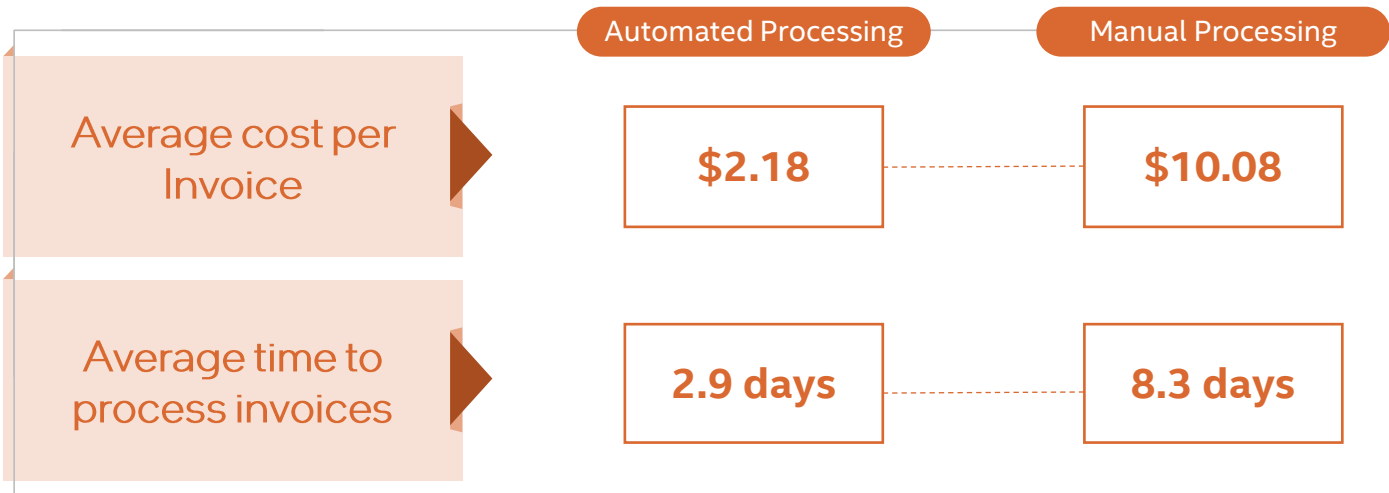 Automated Processing
Manual Processing
Average cost per
Invoice
$2.18
$10.08
Average time to
process invoices
2.9 days
8.3 days